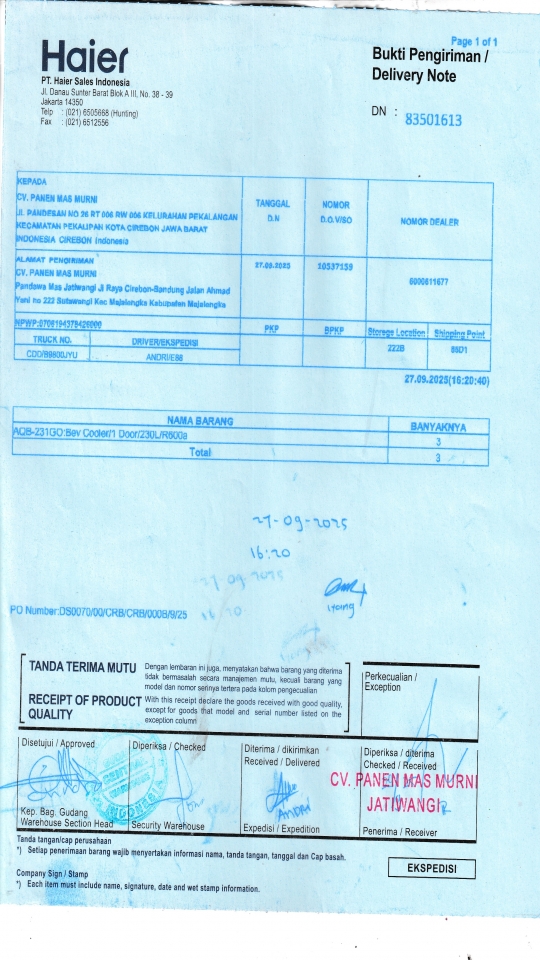 Page 1 of 1
Haier
PT. Haier Sales Indonesia
Jl. Danau Sunter Barat Blok A III, No. 38 - 39
Jakarta 14350
Telp : (021) 6505668 (Hunting)
Fax : (021) 6512556
Bukti Pengiriman /
Delivery Note
DN : 83501613
KEPADA
CV. PANEN MAS MURNI
JL. PANDESAN NO 26 RT 006 RW 006 KELURAHAN PEKALANGAN
KECAMATAN PEKALIPAN KOTA CIREBON JAWA BARAT
INDONESIA CIREBON Indonesia
TANGGAL
D.N
NOMOR
D.O.V/SO
NOMOR DEALER
ALAMAT PENGIRIMAN
CV. PANEN MAS MURNI
Pandawa Mas Jatiwangi Jl Raya Cirebon-Bandung Jalan Ahmad
Yani no 222 Sutawangi Kec Majalengka Kabupaten Majalengka
27.09.2025
10537159
6000611677
NPWP:0706194378426000
PKP
BPKP
Storage Location
Shipping Point
TRUCK NO.
DRIVER/EKSPEDISI
222B
86D1
CDD/B9800JYU
ANDRI/E86
27.09.2025(16:20:40)
NAMA BARANG
BANYAKNYA
AQB-231GO:Bev Cooler/1 Door/230L/R600a
3
Total
3
27-09-2025
16:20
27 09 2025
16 20
PO Number:DS0070/00/CRB/CRB/0008/9/25
TANDA TERIMA MUTU
Dengan lembaran ini juga, menyatakan bahwa barang yang diterima
tidak bermasalah secara manajemen mutu, kecuali barang yang
model dan nomor serinya tertera pada kolom pengecualian
RECEIPT OF PRODUCT
QUALITY
With this receipt declare the goods received with good quality,
except for goods that model and serial number listed on the
exception column
Perkecualian /
Exception
Disetujui / Approved
Diperiksa / Checked
Diterima / dikirimkan
Received / Delivered
Diperiksa / diterima
Checked / Received
CV. PANEN MAS MURNI
JATIWANGI
ANDRI
Kep. Bag. Gudang
Warehouse Section Head
Security Warehouse
Expedisi / Expedition
Penerima / Receiver
Tanda tangan/cap perusahaan
*) Setiap penerimaan barang wajib menyertakan informasi nama, tanda tangan, tanggal dan Cap basah.
EKSPEDISI
Company Sign / Stamp
*) Each item must include name, signature, date and wet stamp information.